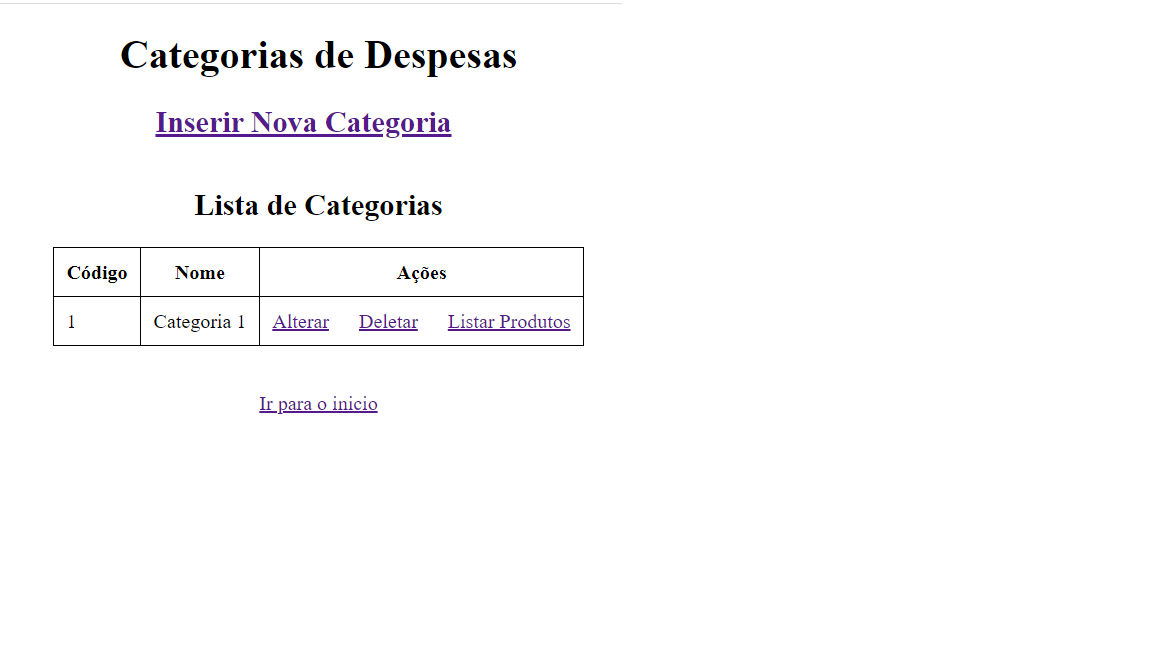 Categorias de Despesas
Inserir Nova Categoria
Lista de Categorias
Código Nome Ações
1 Categoria 1 Alterar Deletar Listar Produtos
Ir para o inicio